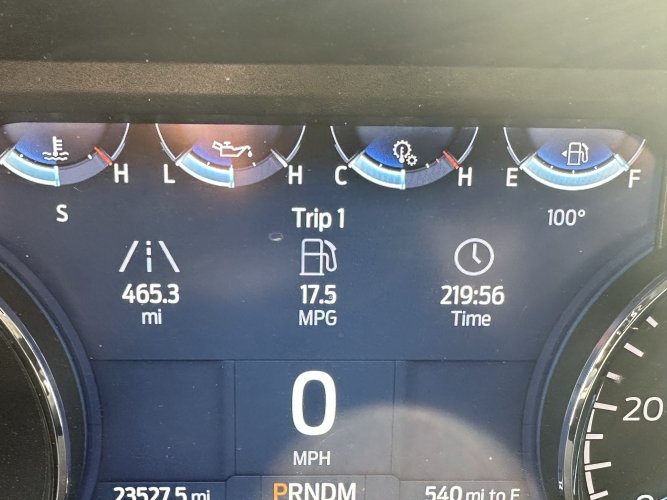 H L H C H E F
S Trip 1 100°
465.3 17.5 219:56
mi MPG Time
0
MPH
20
23527.5 mi PRNDM 540 mi to E